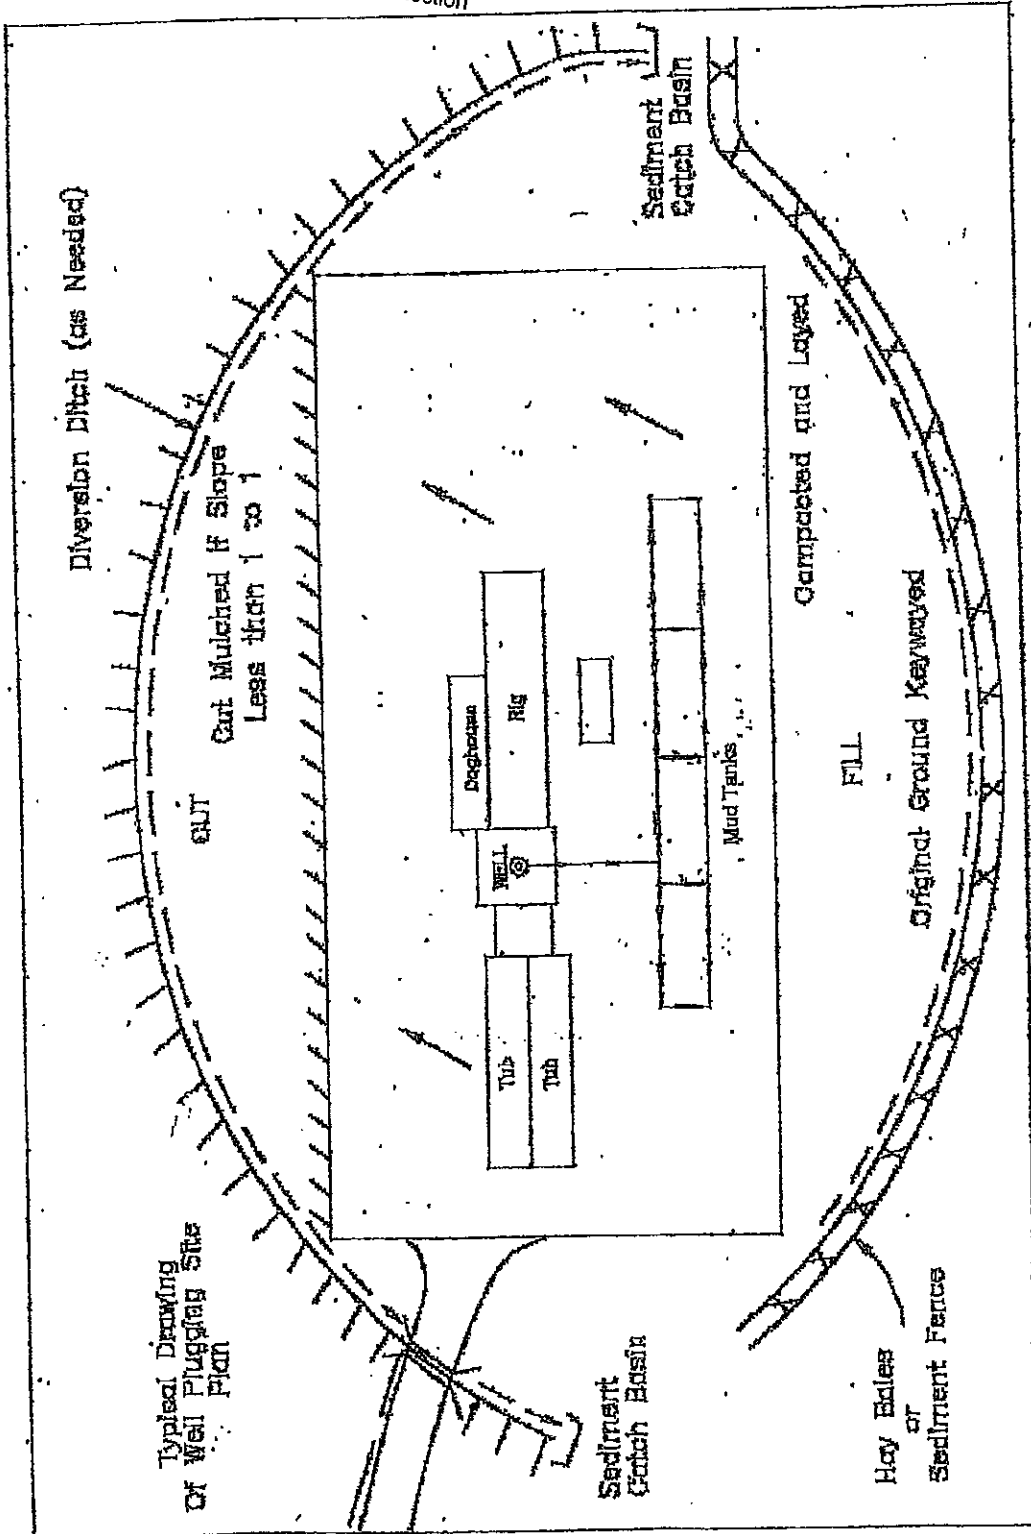 Typical Drawing
Of Well Plugging Site
Plan
Diversion Ditch (as Needed)
CUT
Cut Mulched if Slope
Less than 1 to 1
Sediment
Catch Basin
Doghouse
Rig
WELL
Tub
Tub
Mud Tanks
FILL
Compacted and Layed
Original Ground Keywayed
Sediment
Catch Basin
Hay Bales
or
Sediment Fence